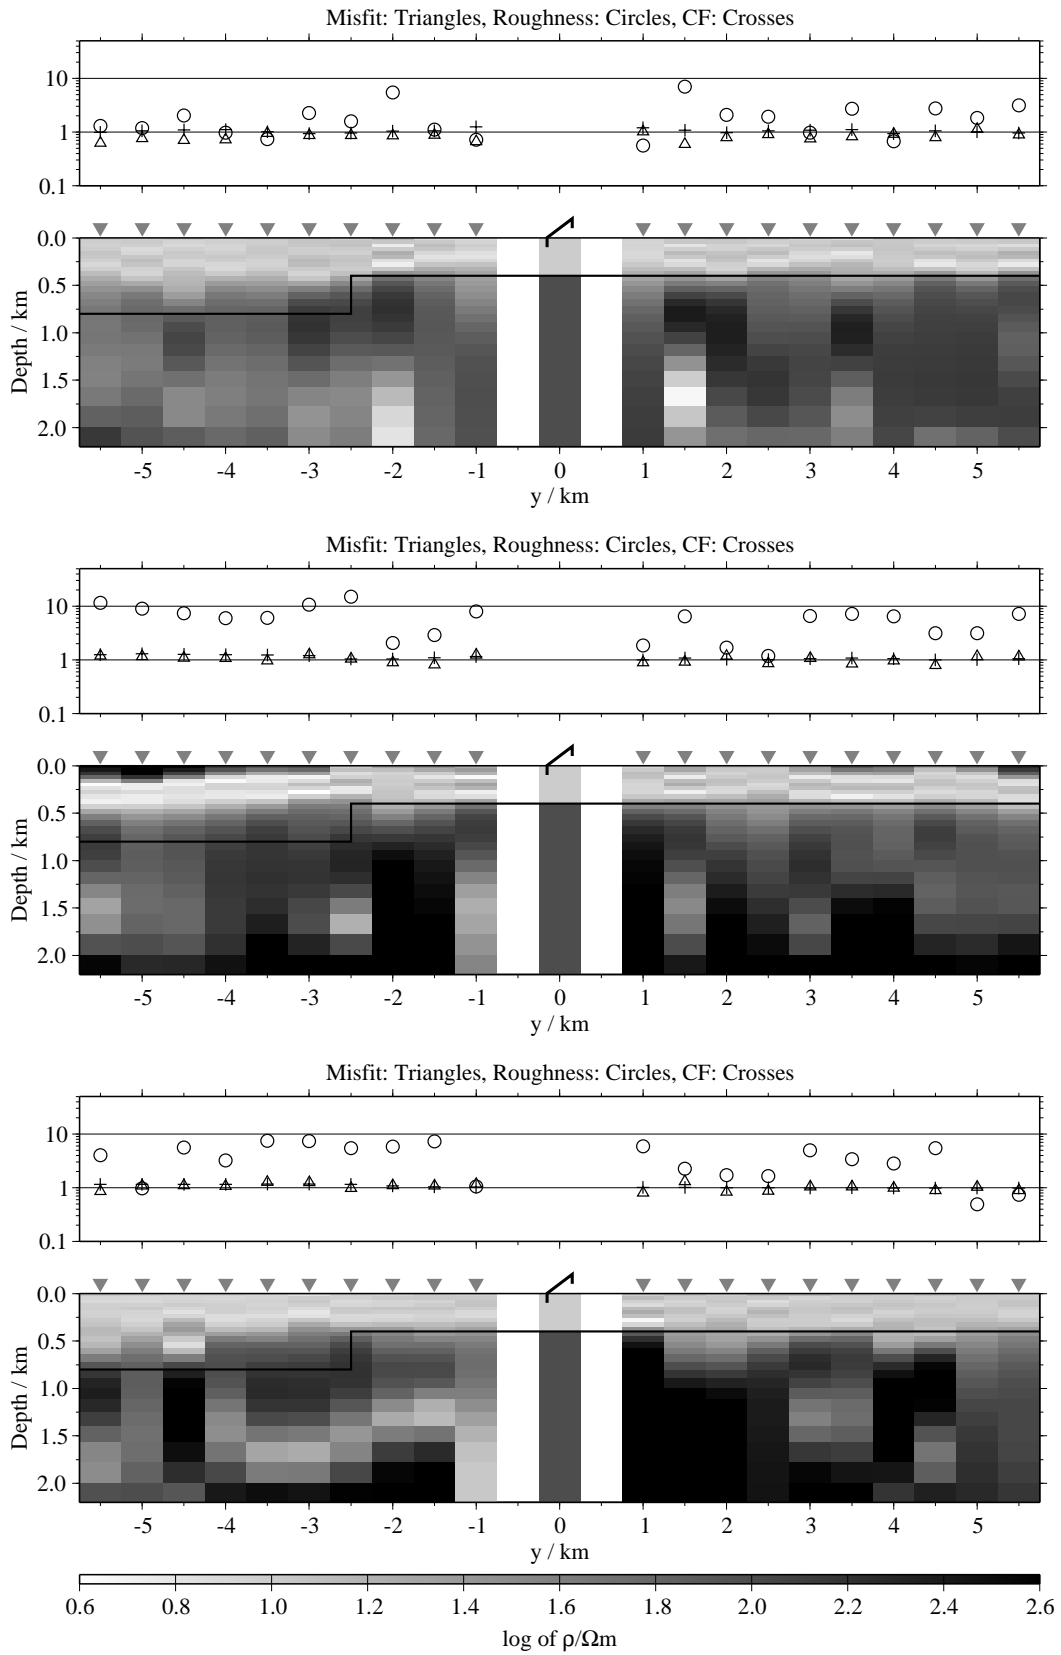 Misfit: Triangles, Roughness: Circles, CF: Crosses
10
1
0.1
0.0
0.5
1.0
1.5
2.0
Depth / km
-5 -4 -3 -2 -1 0 1 2 3 4 5
y / km
Misfit: Triangles, Roughness: Circles, CF: Crosses
10
1
0.1
0.0
0.5
1.0
1.5
2.0
Depth / km
-5 -4 -3 -2 -1 0 1 2 3 4 5
y / km
Misfit: Triangles, Roughness: Circles, CF: Crosses
10
1
0.1
0.0
0.5
1.0
1.5
2.0
Depth / km
-5 -4 -3 -2 -1 0 1 2 3 4 5
y / km
0.6 0.8 1.0 1.2 1.4 1.6 1.8 2.0 2.2 2.4 2.6
log of ρ/Ωm